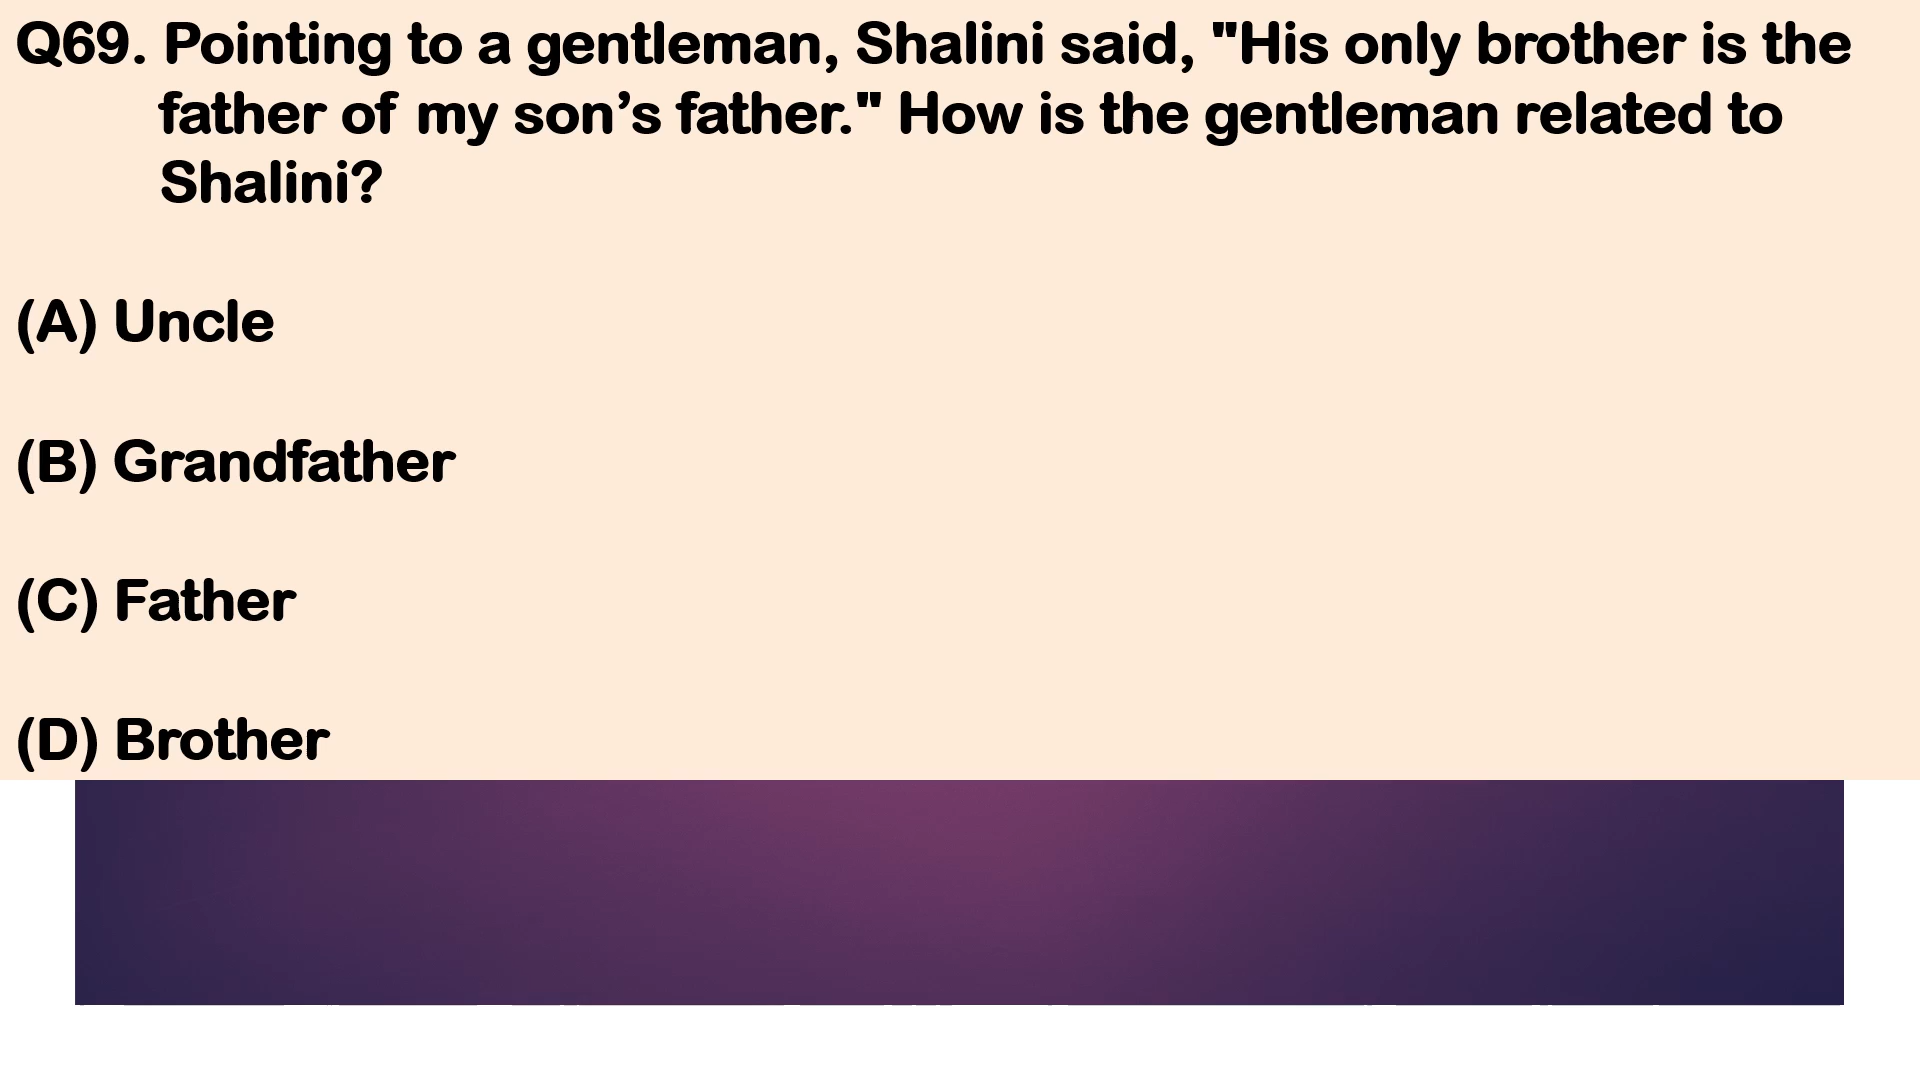 Q69. Pointing to a gentleman, Shalini said, "His only brother is the
father of my son’s father." How is the gentleman related to
Shalini?
(A) Uncle
(B) Grandfather
(C) Father
(D) Brother